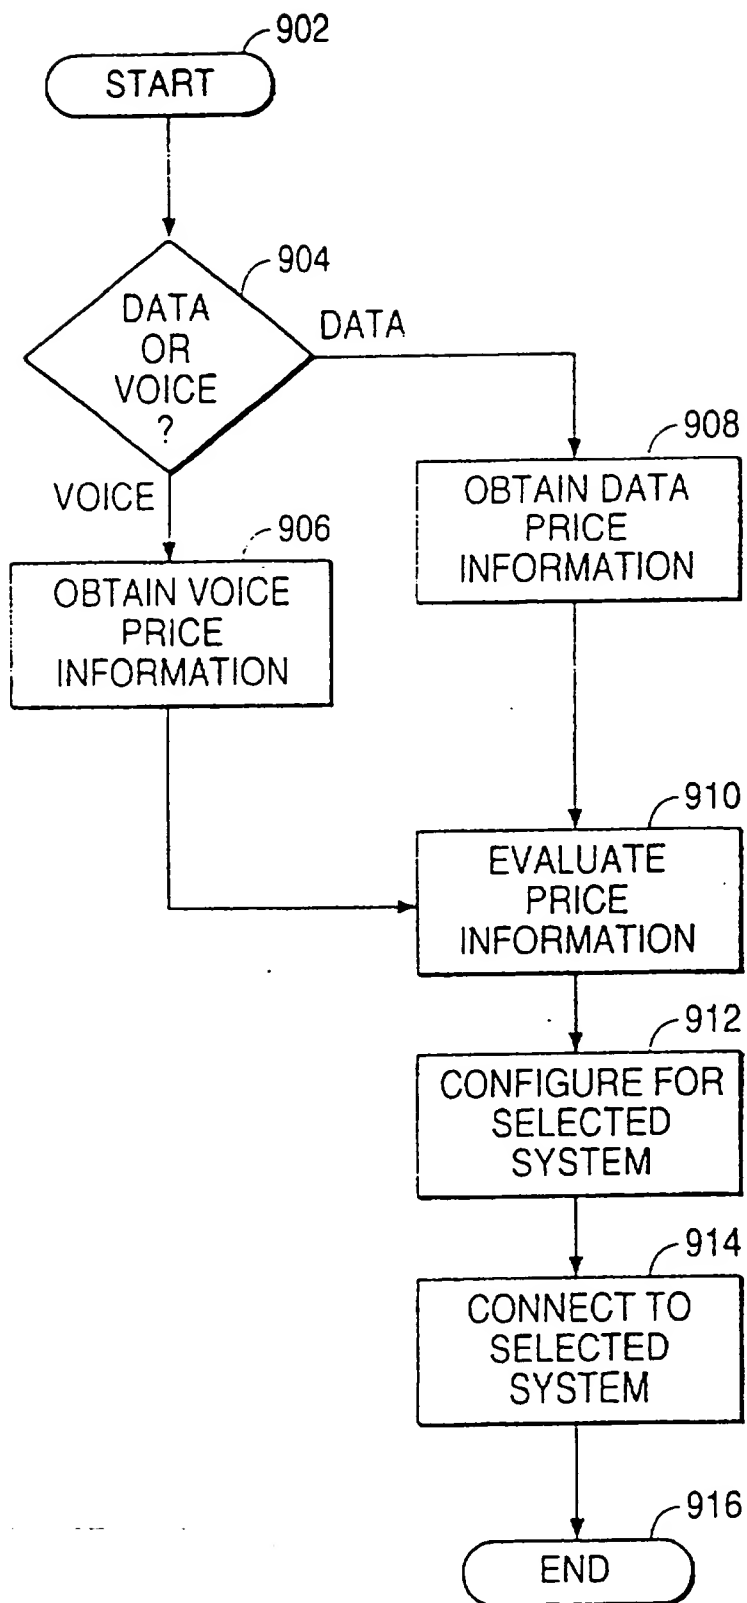 902
START
904
DATA
OR
VOICE
?
DATA
VOICE
908
OBTAIN DATA
PRICE
INFORMATION
906
OBTAIN VOICE
PRICE
INFORMATION
910
EVALUATE
PRICE
INFORMATION
912
CONFIGURE FOR
SELECTED
SYSTEM
914
CONNECT TO
SELECTED
SYSTEM
916
END